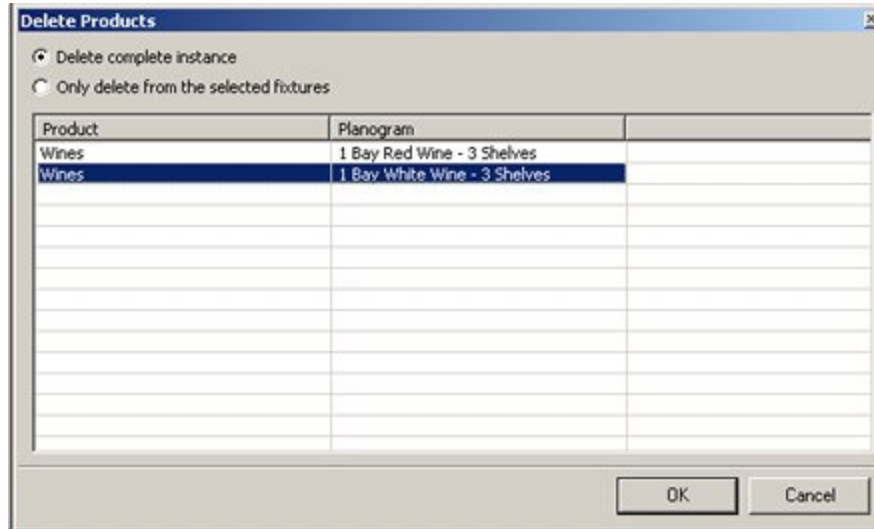 Delete Products
Delete complete instance
Only delete from the selected fixtures
Product Planogram
Wines 1 Bay Red Wine - 3 Shelves
Wines 1 Bay White Wine - 3 Shelves
OK Cancel